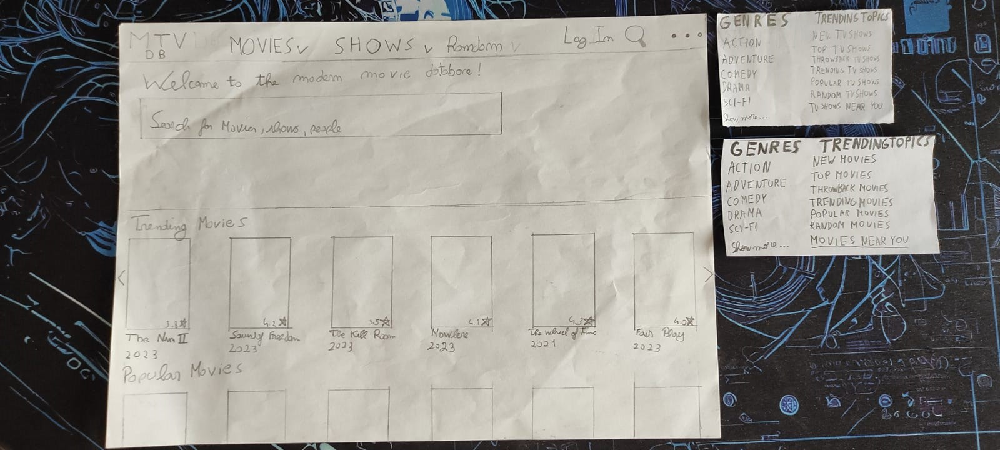 MTV
DB
MOVIES
SHOWS
Random
Log In
Welcome to the modern movie database!
Search for Movies, shows, people
Trending Movies
3.8
4.2
3.5
4.1
4.3
4.0
The Nun II
2023
Sound of Freedom
2023
The Kill Room
2023
Nowhere
2023
The wheel of time
2021
Fair Play
2023
Popular Movies
GENRES
ACTION
ADVENTURE
COMEDY
DRAMA
SCI-FI
Show more...
TRENDING TOPICS
NEW TV SHOWS
TOP TV SHOWS
THROWBACK TV SHOWS
TRENDING TV SHOWS
POPULAR TV SHOWS
RANDOM TV SHOWS
TV SHOWS NEAR YOU
GENRES
ACTION
ADVENTURE
COMEDY
DRAMA
SCI-FI
Show more...
TRENDING TOPICS
NEW MOVIES
TOP MOVIES
THROWBACK MOVIES
TRENDING MOVIES
POPULAR MOVIES
RANDOM MOVIES
MOVIES NEAR YOU